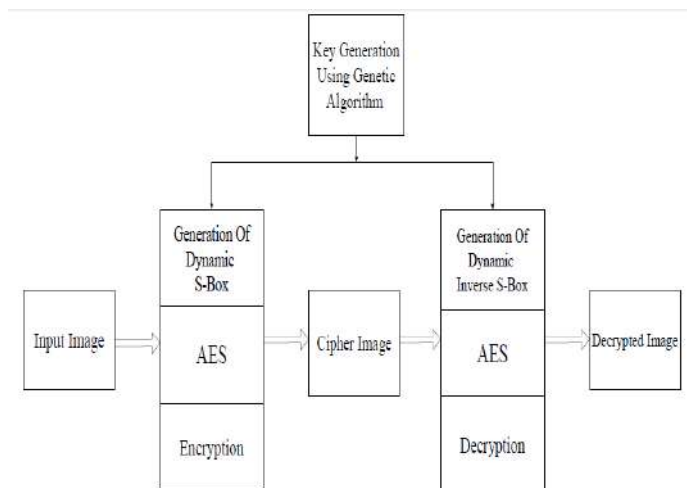 Key Generation
Using Genetic
Algorithm
Generation Of
Dynamic
S-Box
AES
Encryption
Generation Of
Dynamic
Inverse S-Box
AES
Decryption
Input Image
Cipher Image
Decrypted Image